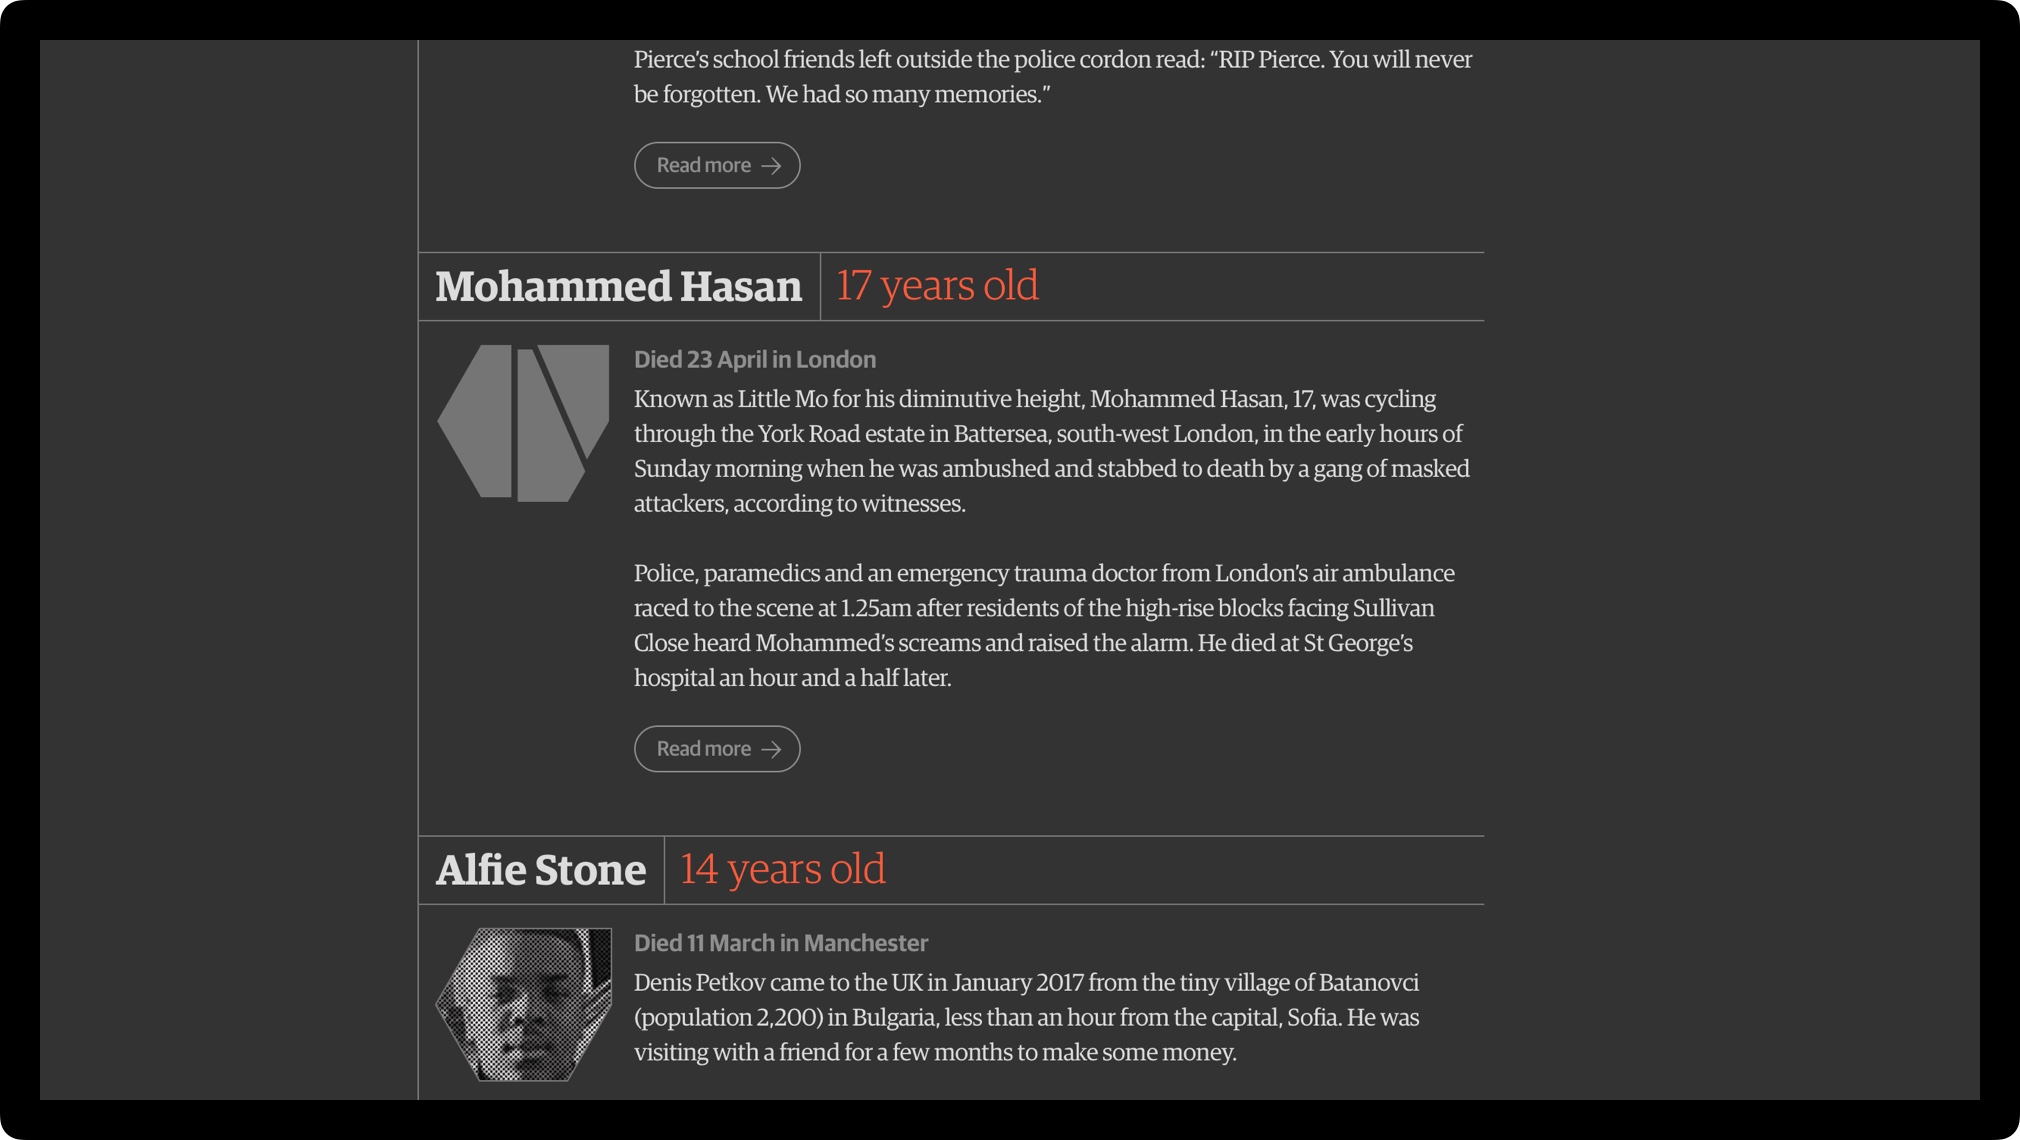 Pierce’s school friends left outside the police cordon read: “RIP Pierce. You will never
be forgotten. We had so many memories.”
Read more →
Mohammed Hasan 17 years old
Died 23 April in London
Known as Little Mo for his diminutive height, Mohammed Hasan, 17, was cycling
through the York Road estate in Battersea, south-west London, in the early hours of
Sunday morning when he was ambushed and stabbed to death by a gang of masked
attackers, according to witnesses.
Police, paramedics and an emergency trauma doctor from London’s air ambulance
raced to the scene at 1.25am after residents of the high-rise blocks facing Sullivan
Close heard Mohammed’s screams and raised the alarm. He died at St George’s
hospital an hour and a half later.
Read more →
Alfie Stone 14 years old
Died 11 March in Manchester
Denis Petkov came to the UK in January 2017 from the tiny village of Batanovci
(population 2,200) in Bulgaria, less than an hour from the capital, Sofia. He was
visiting with a friend for a few months to make some money.